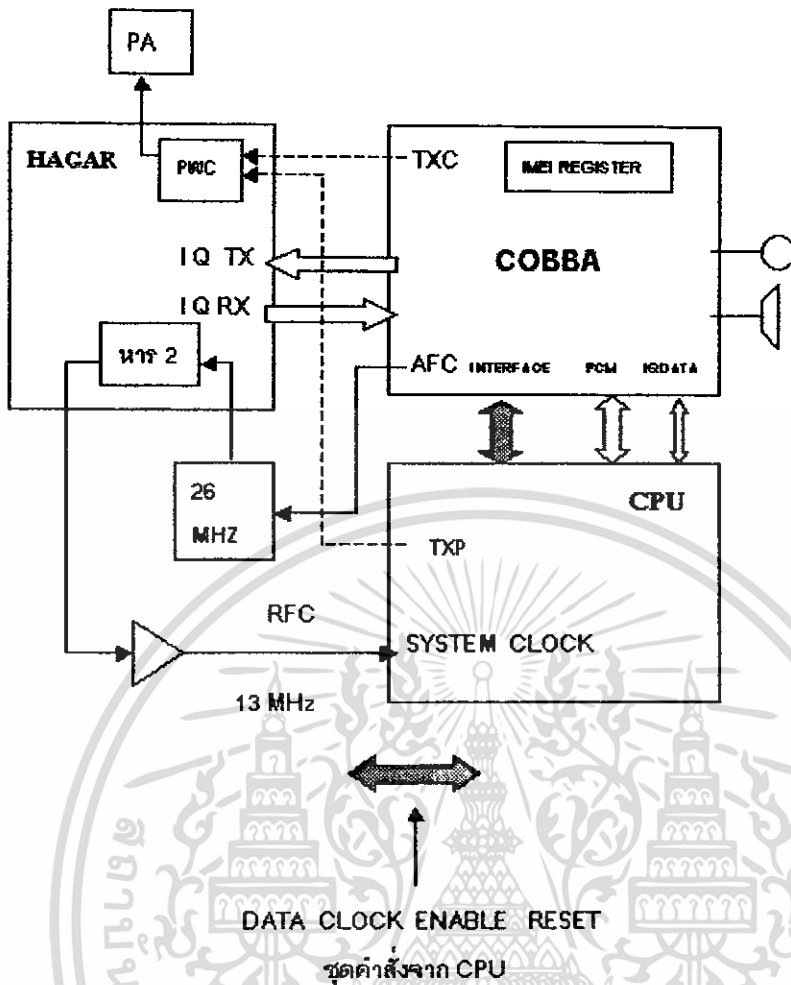 PA
HAGAR
PWC
TXC
IMEI REGISTER
COBBA
I Q TX
I Q RX
หาร 2
AFC
INTERFACE
PCM
IQDATA
26
MHZ
CPU
TXP
RFC
SYSTEM CLOCK
13 MHz
DATA CLOCK ENABLE RESET
ชุดคำสั่งจาก CPU